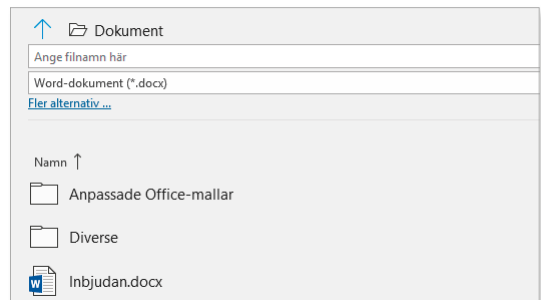 Dokument
Ange filnamn här
Word-dokument (*.docx)
Fler alternativ ...
Namn ↑
Anpassade Office-mallar
Diverse
Inbjudan.docx